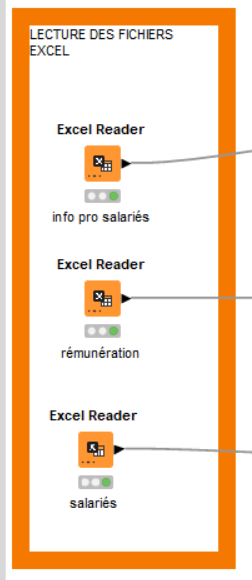 LECTURE DES FICHIERS
EXCEL
Excel Reader
info pro salariés
Excel Reader
rémunération
Excel Reader
salariés